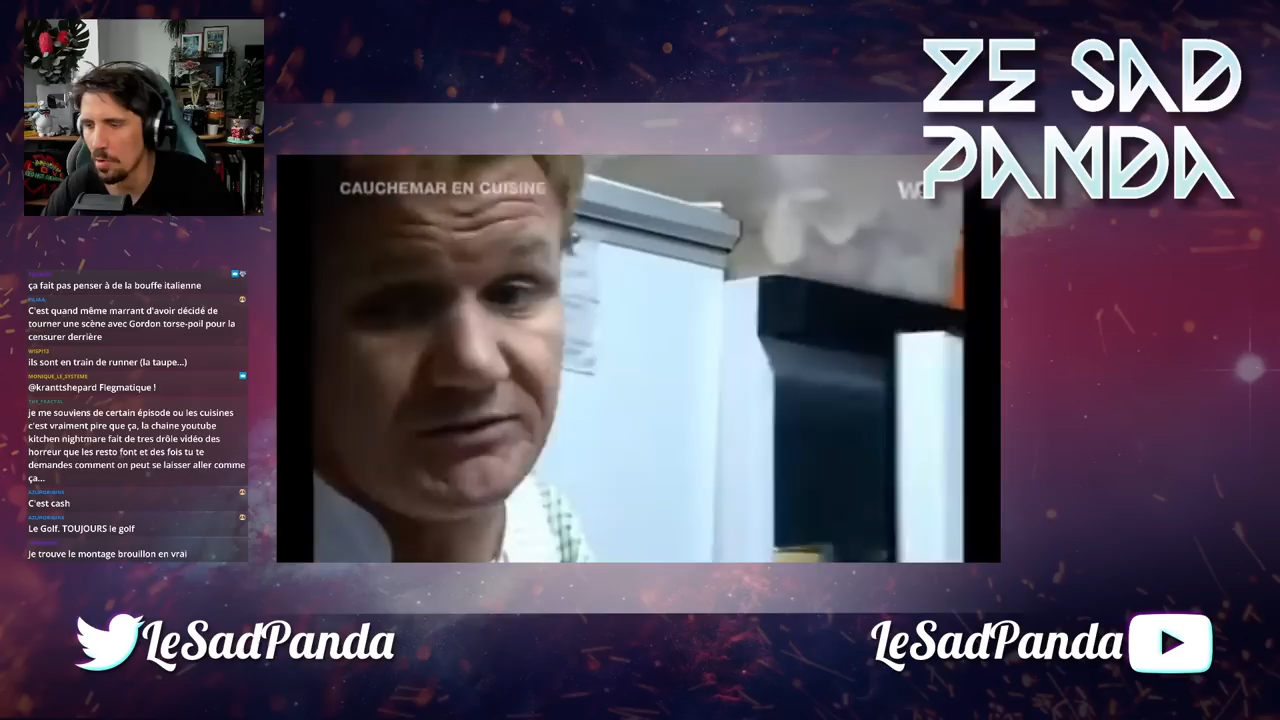 ZE SAD
PANDA
CAUCHEMAR EN CUISINE
W
ça fait pas penser à de la bouffe italienne
C'est quand même marrant d'avoir décidé de
tourner une scène avec Gordon torse-poil pour la
censurer derrière
ils sont en train de runner (la taupe...)
MONIQUE_LE_SYSTEME
@kranttshepard Flegmatique !
je me souviens de certain épisode ou les cuisines
c'est vraiment pire que ça, la chaine youtube
kitchen nightmare fait de tres drôle vidéo des
horreur que les resto font et des fois tu te
demandes comment on peut se laisser aller comme
ça...
C'est cash
Le Golf. TOUJOURS le golf
Je trouve le montage brouillon en vrai
LeSadPanda
LeSadPanda